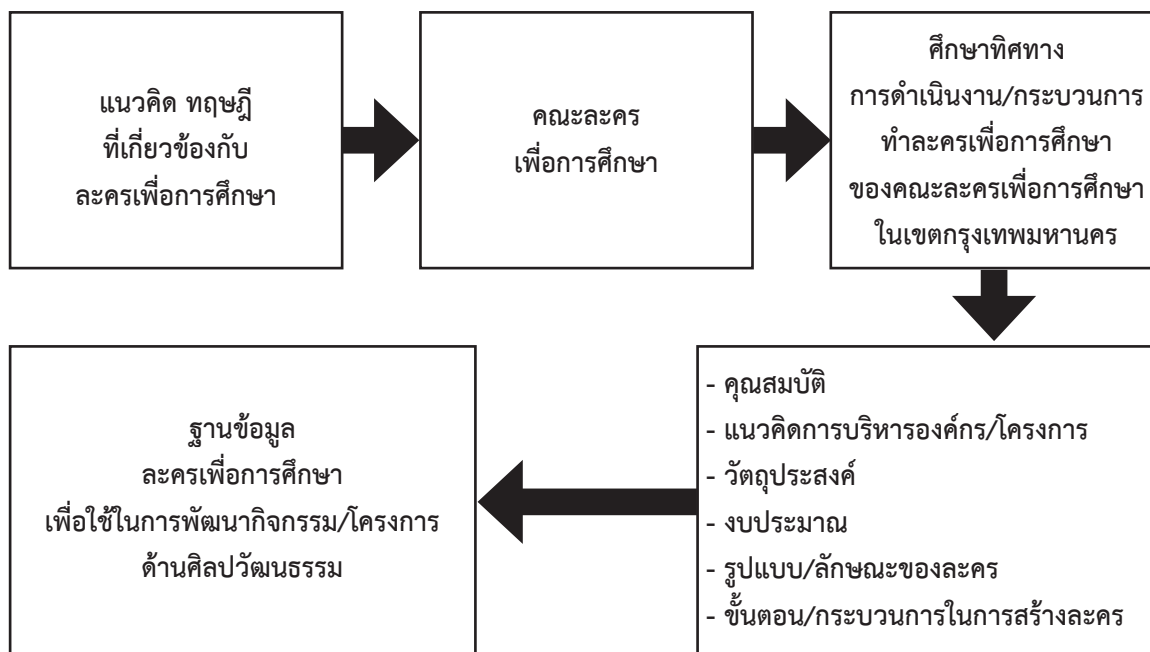 แนวคิด ทฤษฎี
ที่เกี่ยวข้องกับ
ละครเพื่อการศึกษา
คณะละคร
เพื่อการศึกษา
ศึกษาทิศทาง
การดำเนินงาน/กระบวนการ
ทำละครเพื่อการศึกษา
ของคณะละครเพื่อการศึกษา
ในเขตกรุงเทพมหานคร
- คุณสมบัติ
- แนวคิดการบริหารองค์กร/โครงการ
- วัตถุประสงค์
- งบประมาณ
- รูปแบบ/ลักษณะของละคร
- ขั้นตอน/กระบวนการในการสร้างละคร
ฐานข้อมูล
ละครเพื่อการศึกษา
เพื่อใช้ในการพัฒนากิจกรรม/โครงการ
ด้านศิลปวัฒนธรรม